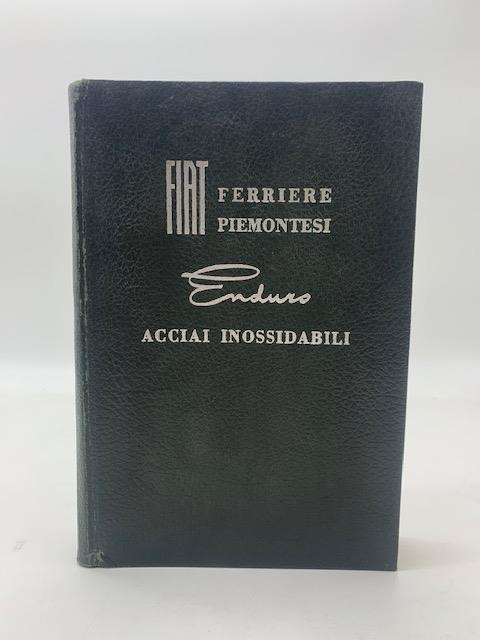 FIAT FERRIERE
PIEMONTESI
Enduro
ACCIAI INOSSIDABILI